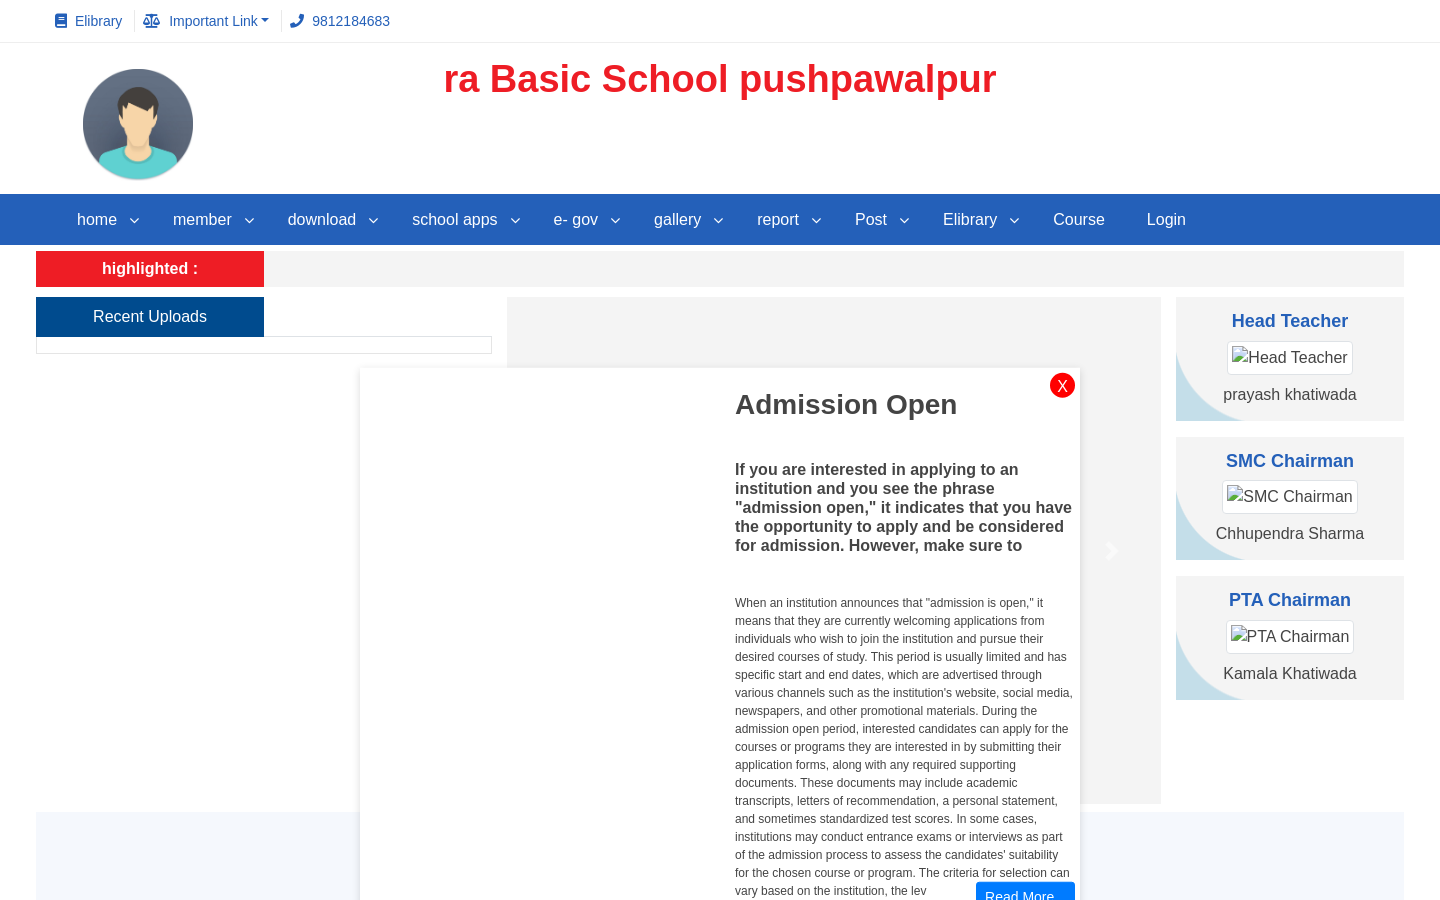 Elibrary
Important Link
9812184683
ra Basic School pushpawalpur
home
member
download
school apps
e- gov
gallery
report
Post
Elibrary
Course
Login
highlighted :
Recent Uploads
Head Teacher
Head Teacher
prayash khatiwada
SMC Chairman
SMC Chairman
Chhupendra Sharma
PTA Chairman
PTA Chairman
Kamala Khatiwada
X
Admission Open
If you are interested in applying to an
institution and you see the phrase
"admission open," it indicates that you have
the opportunity to apply and be considered
for admission. However, make sure to
When an institution announces that "admission is open," it
means that they are currently welcoming applications from
individuals who wish to join the institution and pursue their
desired courses of study. This period is usually limited and has
specific start and end dates, which are advertised through
various channels such as the institution's website, social media,
newspapers, and other promotional materials. During the
admission open period, interested candidates can apply for the
courses or programs they are interested in by submitting their
application forms, along with any required supporting
documents. These documents may include academic
transcripts, letters of recommendation, a personal statement,
and sometimes standardized test scores. In some cases,
institutions may conduct entrance exams or interviews as part
of the admission process to assess the candidates' suitability
for the chosen course or program. The criteria for selection can
vary based on the institution, the lev
Read More